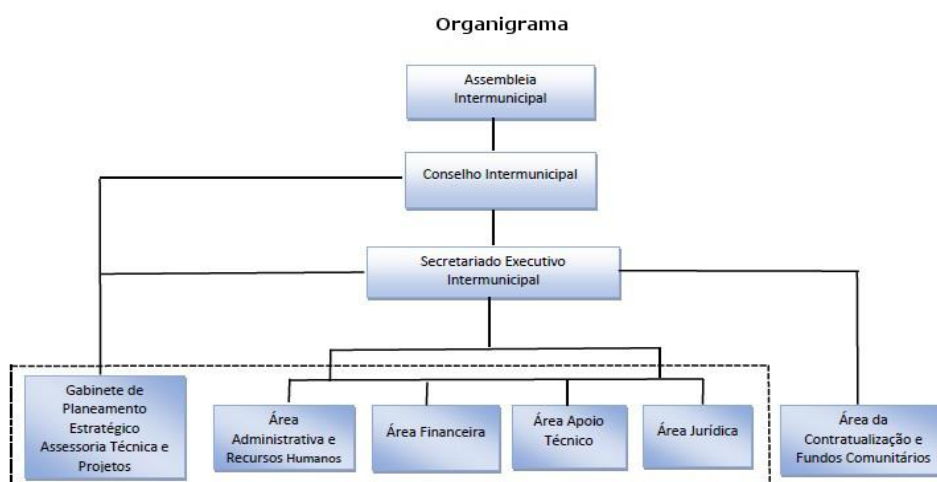 Organigrama
Assembleia
Intermunicipal
Conselho Intermunicipal
Secretariado Executivo
Intermunicipal
Gabinete de
Planeamento
Estratégico
Assessoria Técnica e
Projetos
Área
Administrativa e
Recursos Humanos
Área Financeira
Área Apoio
Técnico
Área Jurídica
Área da
Contratualização e
Fundos Comunitários